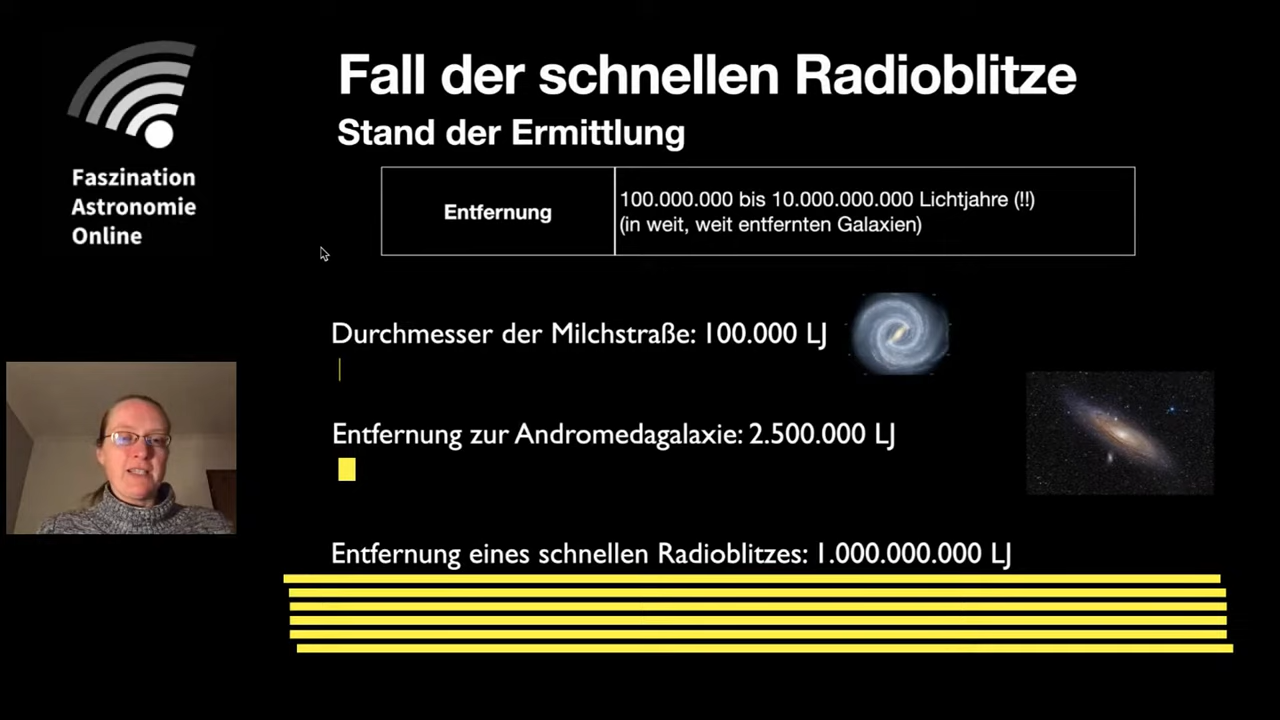 Faszination
Astronomie
Online
Fall der schnellen Radioblitze
Stand der Ermittlung
Entfernung
100.000.000 bis 10.000.000.000 Lichtjahre (!!)
(in weit, weit entfernten Galaxien)
Durchmesser der Milchstraße: 100.000 LJ
Entfernung zur Andromedagalaxie: 2.500.000 LJ
Entfernung eines schnellen Radioblitzes: 1.000.000.000 LJ